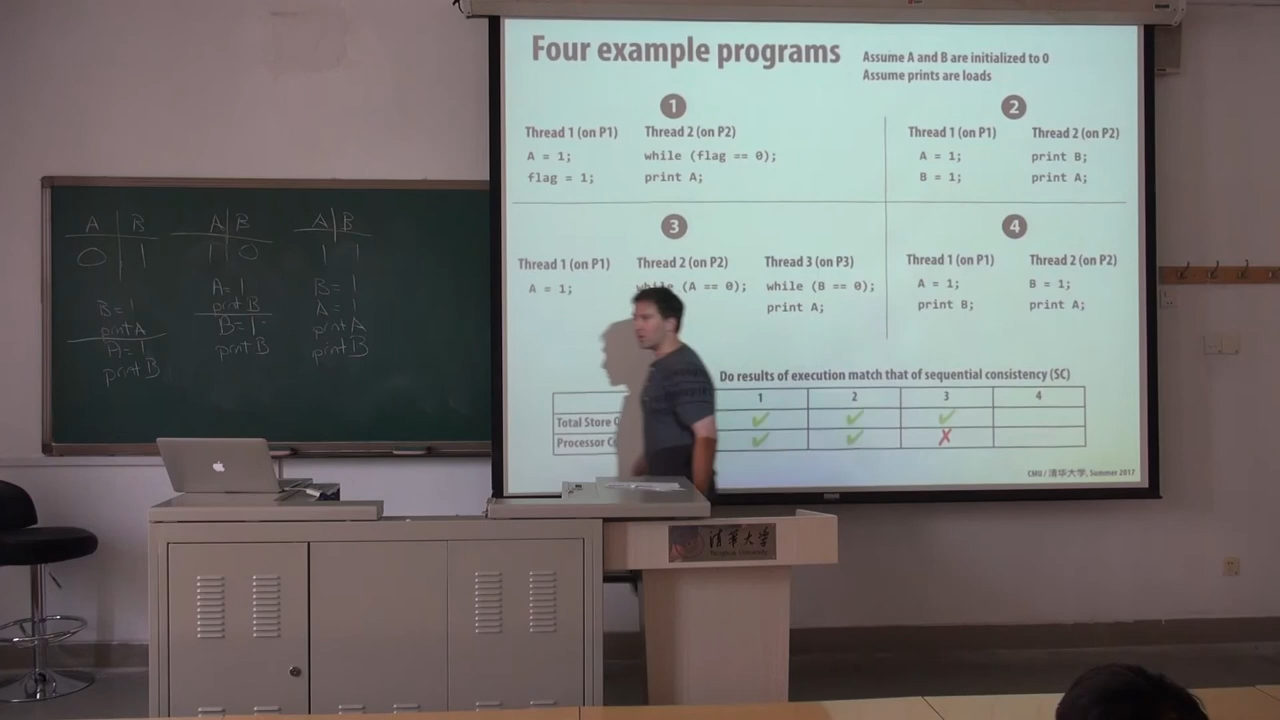 Four example programs
Assume A and B are initialized to 0
Assume prints are loads
1
Thread 1 (on P1)
Thread 2 (on P2)
A = 1;
while (flag == 0);
flag = 1;
print A;
2
Thread 1 (on P1)
Thread 2 (on P2)
A = 1;
print B;
B = 1;
print A;
3
Thread 1 (on P1)
Thread 2 (on P2)
Thread 3 (on P3)
A = 1;
while (A == 0);
while (B == 0);
print A;
4
Thread 1 (on P1)
Thread 2 (on P2)
A = 1;
B = 1;
print B;
print A;
Do results of execution match that of sequential consistency (SC)
1 2 3 4
Total Store
✓ ✓ ✓
Processor
✓ ✓ ✗
CMU / 清华大学, Summer 2017
A B
0 1
B = 1
print A
A = 1
print B
A B
1 0
A = 1
print B
B = 1
print B
A B
1 1
B = 1
A = 1
print A
print B
清华大学
Tsinghua University